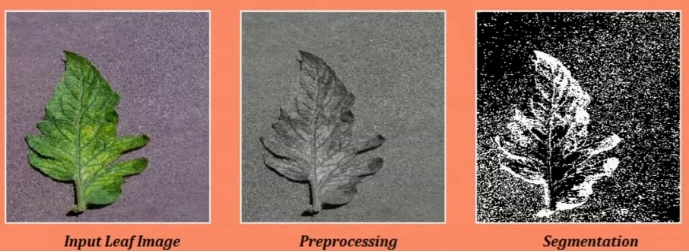 Input Leaf Image
Preprocessing
Segmentation